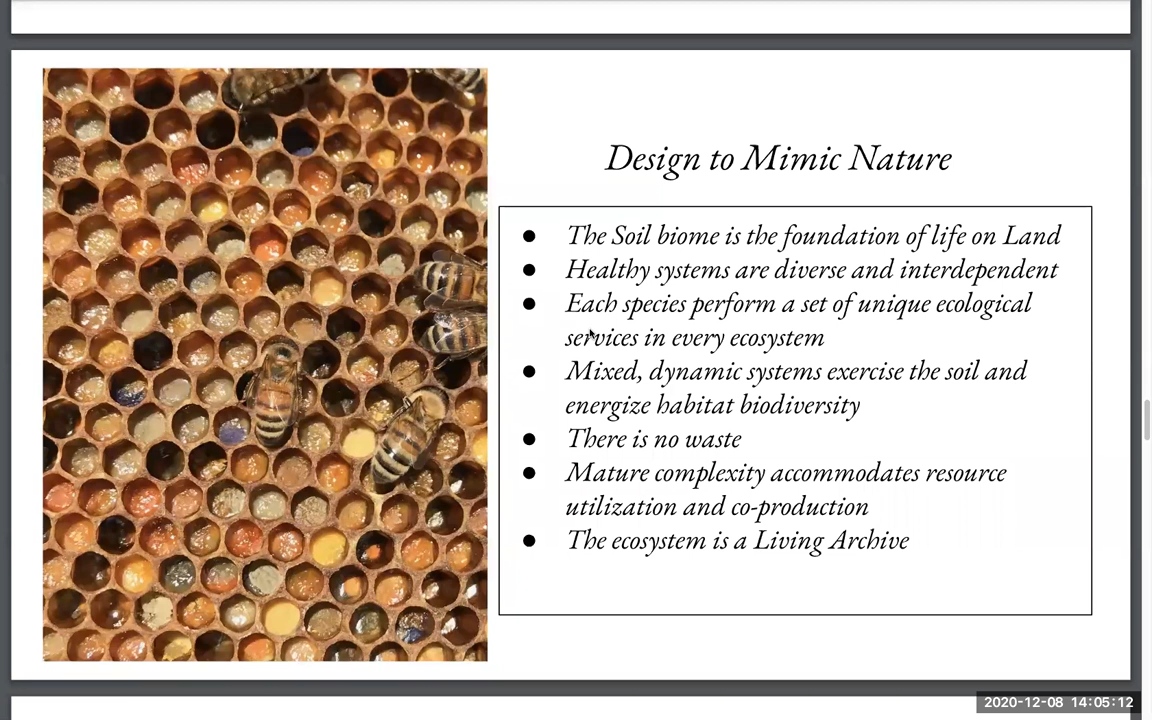 Design to Mimic Nature
● The Soil biome is the foundation of life on Land
● Healthy systems are diverse and interdependent
● Each species perform a set of unique ecological
services in every ecosystem
● Mixed, dynamic systems exercise the soil and
energize habitat biodiversity
● There is no waste
● Mature complexity accommodates resource
utilization and co-production
● The ecosystem is a Living Archive
2020-12-08 14:05:12